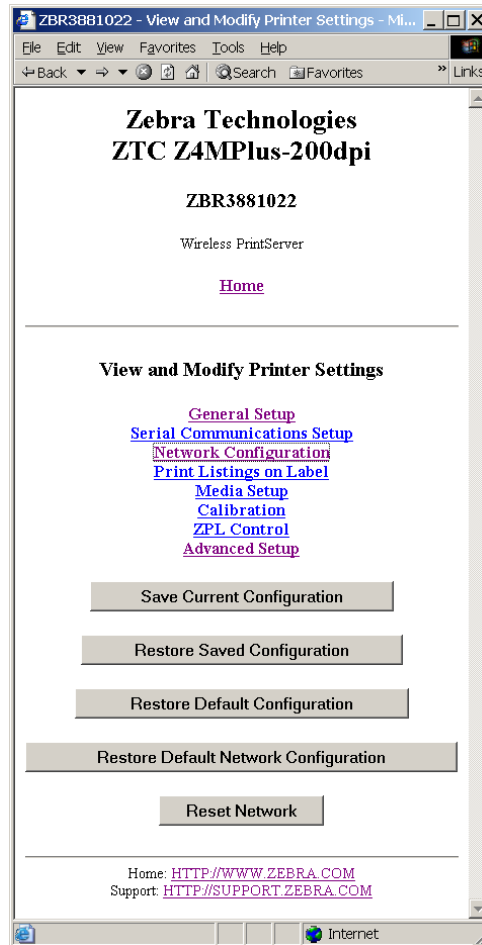 ZBR3881022 - View and Modify Printer Settings - Mi...
File Edit View Favorites Tools Help
Back Search Favorites » Links
Zebra Technologies
ZTC Z4MPlus-200dpi
ZBR3881022
Wireless PrintServer
Home
View and Modify Printer Settings
General Setup
Serial Communications Setup
Network Configuration
Print Listings on Label
Media Setup
Calibration
ZPL Control
Advanced Setup
Save Current Configuration
Restore Saved Configuration
Restore Default Configuration
Restore Default Network Configuration
Reset Network
Home: HTTP://WWW.ZEBRA.COM
Support: HTTP://SUPPORT.ZEBRA.COM
Internet